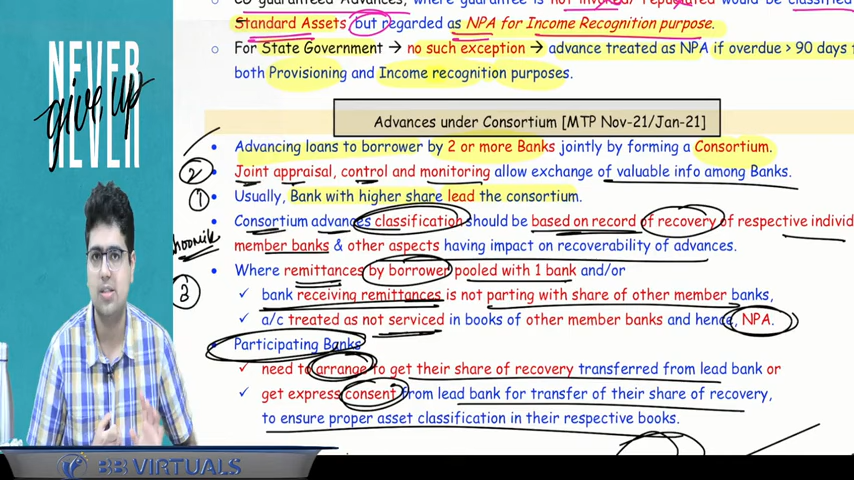 CG guaranteed Advances, where guarantee is not invoked/ repudiated would be classified
Standard Assets but regarded as NPA for Income Recognition purpose.
o For State Government → no such exception → advance treated as NPA if overdue > 90 days f
both Provisioning and Income recognition purposes.
Advances under Consortium [MTP Nov-21/Jan-21]
• Advancing loans to borrower by 2 or more Banks jointly by forming a Consortium.
② • Joint appraisal, control and monitoring allow exchange of valuable info among Banks.
① • Usually, Bank with higher share lead the consortium.
• Consortium advances classification should be based on record of recovery of respective individ
member banks & other aspects having impact on recoverability of advances.
③ • Where remittances by borrower pooled with 1 bank and/or
✓ bank receiving remittances is not parting with share of other member banks,
✓ a/c treated as not serviced in books of other member banks and hence, NPA.
• Participating Banks
✓ need to arrange to get their share of recovery transferred from lead bank or
✓ get express consent from lead bank for transfer of their share of recovery,
to ensure proper asset classification in their respective books.
NEVER
give up
NEVER
BB VIRTUALS